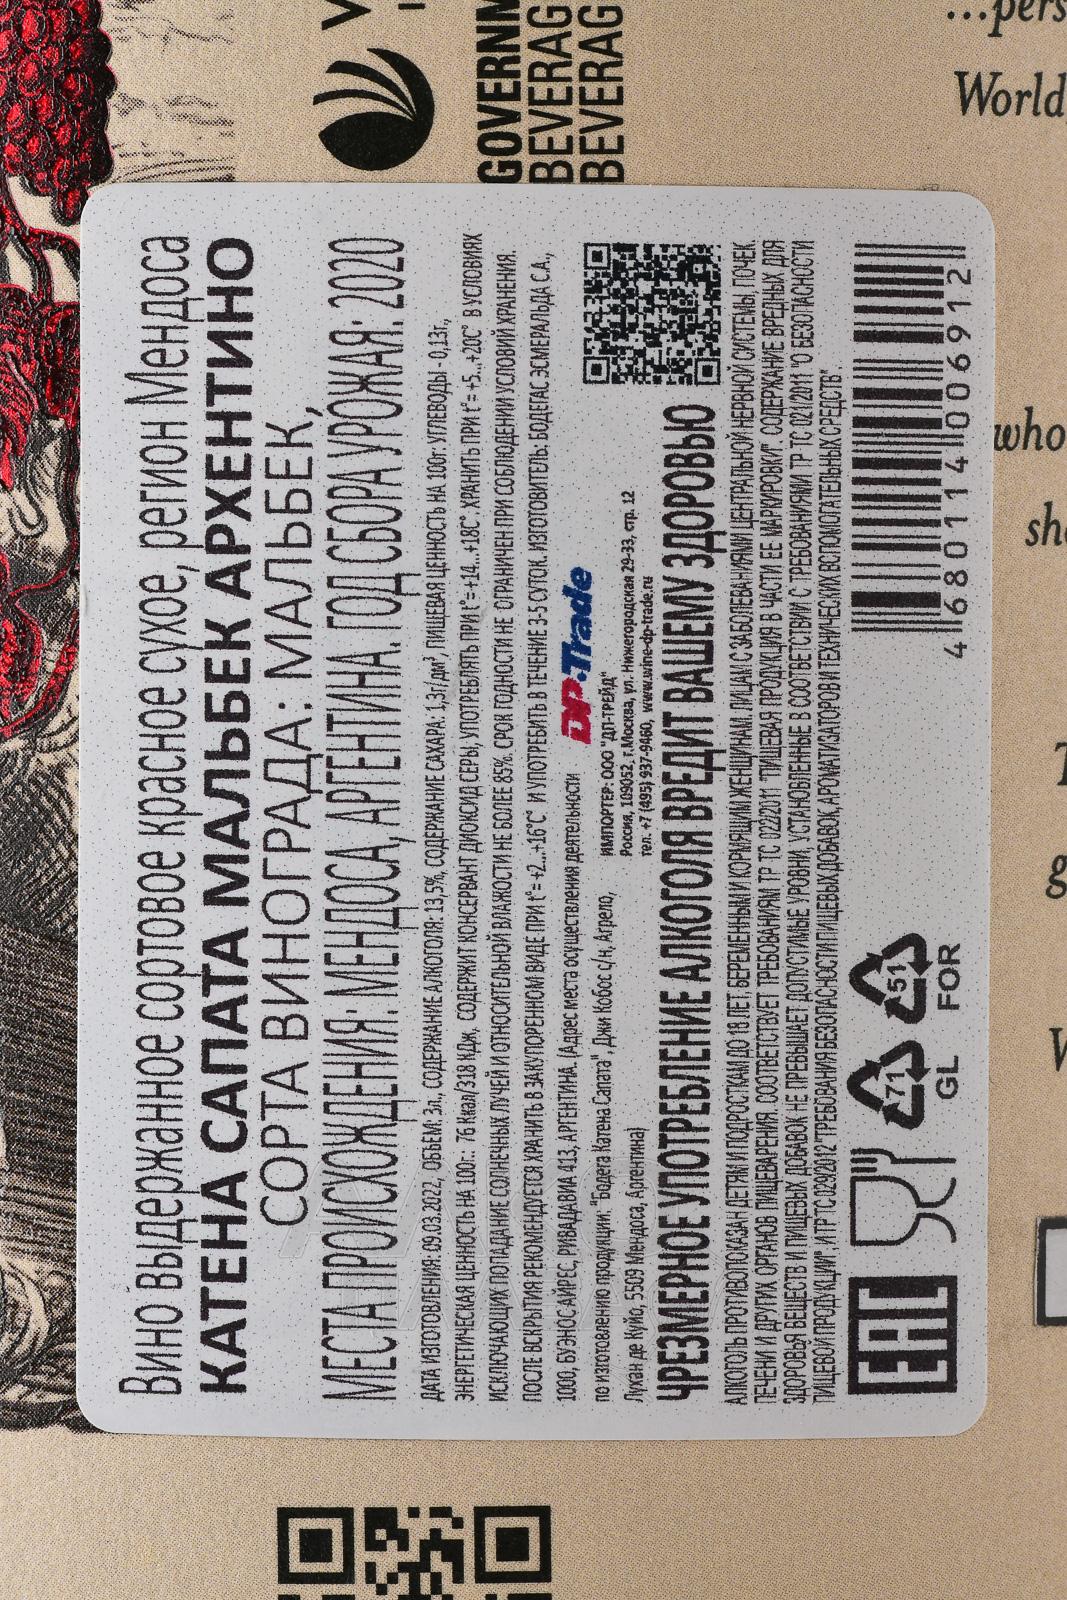 Вино выдержанное сортовое красное сухое, регион Мендоса
КАТЕНА САПАТА МАЛЬБЕК АРХЕНТИНО
СОРТА ВИНОГРАДА: МАЛЬБЕК,
МЕСТА ПРОИСХОЖДЕНИЯ: МЕНДОСА, АРГЕНТИНА. ГОД СБОРА УРОЖАЯ: 2020
ДАТА ИЗГОТОВЛЕНИЯ: 09.03.2022, ОБЪЕМ: 3л., СОДЕРЖАНИЕ АЛКОГОЛЯ: 13,5%, СОДЕРЖАНИЕ САХАРА: 1,3г/дм³, ПИЩЕВАЯ ЦЕННОСТЬ НА 100г: УГЛЕВОДЫ - 0,13г,
ЭНЕРГЕТИЧЕСКАЯ ЦЕННОСТЬ НА 100г.: 76 Ккал/318 кДж, СОДЕРЖИТ КОНСЕРВАНТ ДИОКСИД СЕРЫ, УПОТРЕБЛЯТЬ ПРИ t°= +14...+18C°, ХРАНИТЬ ПРИ t°= +5...+20C° В УСЛОВИЯХ
ИСКЛЮЧАЮЩИХ ПОПАДАНИЕ СОЛНЕЧНЫХ ЛУЧЕЙ И ОТНОСИТЕЛЬНОЙ ВЛАЖНОСТИ НЕ БОЛЕЕ 85%. СРОК ГОДНОСТИ НЕ ОГРАНИЧЕН ПРИ СОБЛЮДЕНИИ УСЛОВИЙ ХРАНЕНИЯ.
ПОСЛЕ ВСКРЫТИЯ РЕКОМЕНДУЕТСЯ ХРАНИТЬ В ЗАКУПОРЕННОМ ВИДЕ ПРИ t°= +2...+16°C И УПОТРЕБИТЬ В ТЕЧЕНИЕ 3-5 СУТОК. ИЗГОТОВИТЕЛЬ: БОДЕГАС ЭСМЕРАЛЬДА С.А.,
1000, БУЭНОС АЙРЕС, РИВАДАВИА 413, АРГЕНТИНА. (Адрес места осуществления деятельности
по изготовлению продукции: "Бодега Катена Сапата", Джи Кобос с/н, Агрело,
Лухан де Куйо, 5509 Мендоса, Аргентина)
DP-Trade
ИМПОРТЕР: ООО "ДП-ТРЕЙД"
Россия, 109052, г.Москва, ул. Нижегородская 29-33, стр. 12
тел. +7 (495) 937-9460, www.wine-dp-trade.ru
ЧРЕЗМЕРНОЕ УПОТРЕБЛЕНИЕ АЛКОГОЛЯ ВРЕДИТ ВАШЕМУ ЗДОРОВЬЮ
АЛКОГОЛЬ ПРОТИВОПОКАЗАН ДЕТЯМ И ПОДРОСТКАМ ДО 18 ЛЕТ, БЕРЕМЕННЫМ И КОРМЯЩИМ ЖЕНЩИНАМ, ЛИЦАМ С ЗАБОЛЕВАНИЯМИ ЦЕНТРАЛЬНОЙ НЕРВНОЙ СИСТЕМЫ, ПОЧЕК,
ПЕЧЕНИ И ДРУГИХ ОРГАНОВ ПИЩЕВАРЕНИЯ. СООТВЕТСТВУЕТ ТРЕБОВАНИЯМ ТР ТС 022/2011 "ПИЩЕВАЯ ПРОДУКЦИЯ В ЧАСТИ ЕЕ МАРКИРОВКИ". СОДЕРЖАНИЕ ВРЕДНЫХ ДЛЯ
ЗДОРОВЬЯ ВЕЩЕСТВ И ПИЩЕВЫХ ДОБАВОК НЕ ПРЕВЫШАЕТ ДОПУСТИМЫЕ УРОВНИ, УСТАНОВЛЕННЫЕ В СООТВЕТСТВИИ С ТРЕБОВАНИЯМИ ТР ТС 021/2011 "О БЕЗОПАСНОСТИ
ПИЩЕВОЙ ПРОДУКЦИИ", И ТР ТС 029/2012 "ТРЕБОВАНИЯ БЕЗОПАСНОСТИ ПИЩЕВЫХ ДОБАВОК, АРОМАТИЗАТОРОВ И ТЕХНИЧЕСКИХ ВСПОМОГАТЕЛЬНЫХ СРЕДСТВ".
EAC
71
GL
51
FOR
4 680114 006912
GOVERNM
BEVERAG
BEVERAG
...pers
World,
who